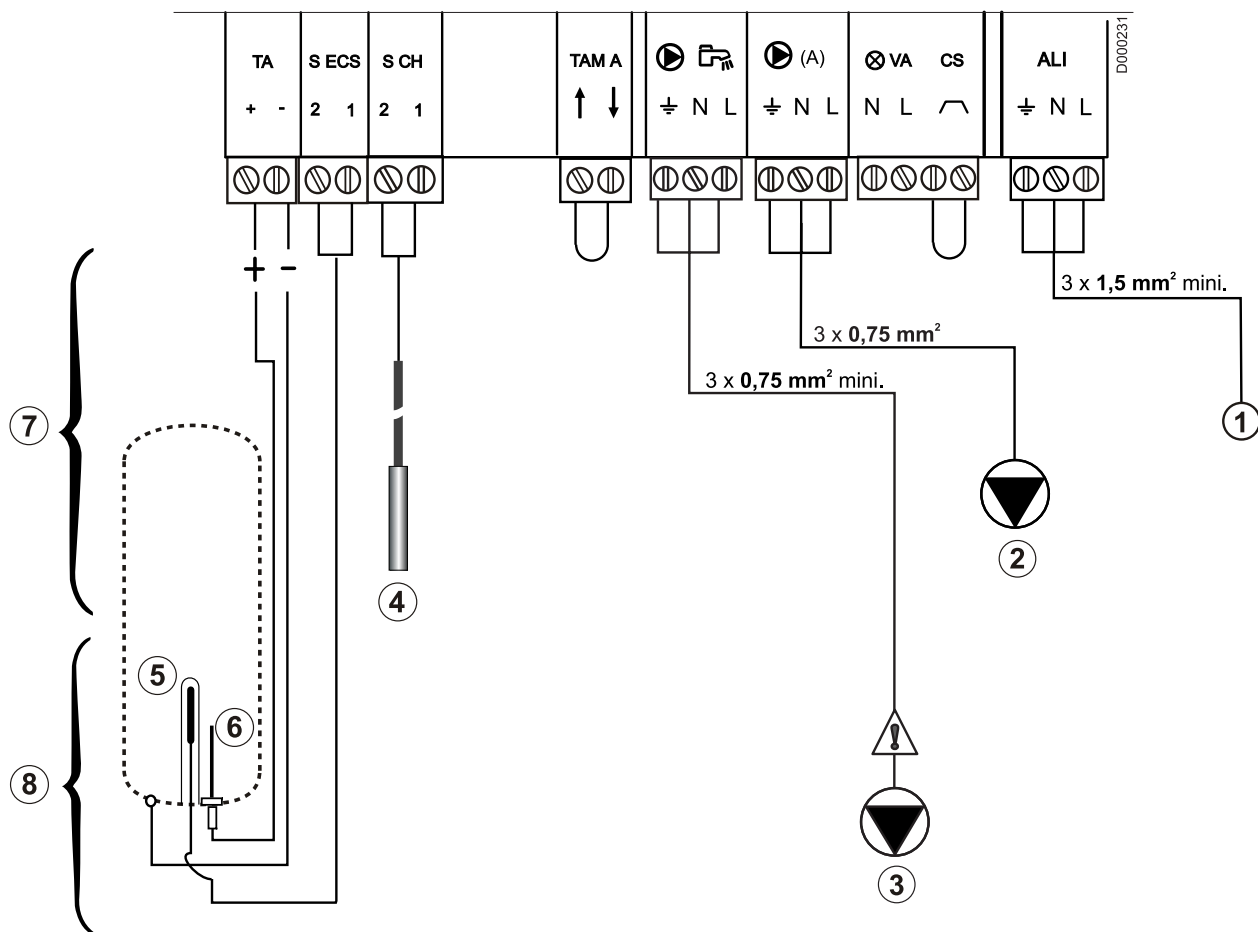 D000231
TA
S ECS
S CH
TAM A
(A)
VA
CS
ALI
+ -
2 1
2 1
N L
N L
N L
N L
+ -
3 x 1,5 mm² mini.
3 x 0,75 mm²
3 x 0,75 mm² mini.
7
1
2
4
5
6
!
8
3